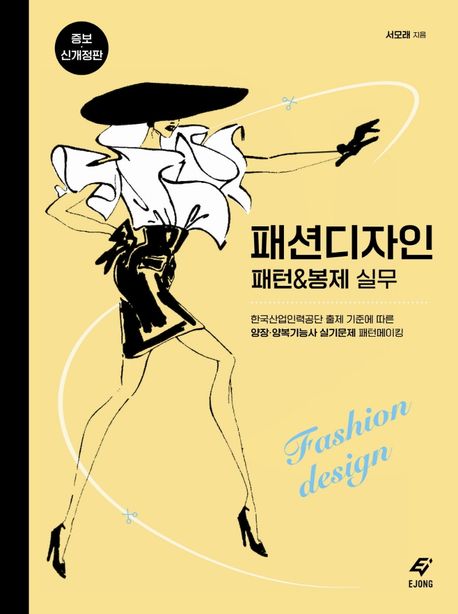 증보
신개정판
서모래 지음
패션디자인
패턴&봉제 실무
한국산업인력공단 출제 기준에 따른
양장·양복기능사 실기문제 패턴메이킹
Fashion
design
EJONG